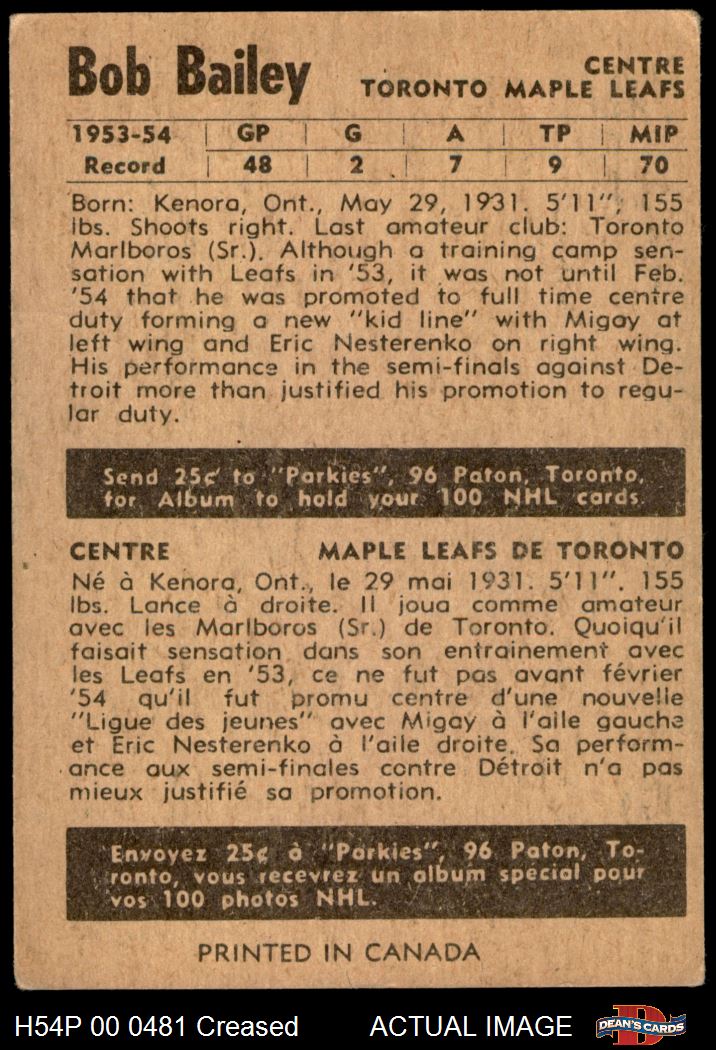 Bob Bailey
CENTRE
TORONTO MAPLE LEAFS
1953-54 | GP | G | A | TP | MIP
Record | 48 | 2 | 7 | 9 | 70
Born: Kenora, Ont., May 29, 1931. 5'11"; 155
lbs. Shoots right. Last amateur club: Toronto
Marlboros (Sr.). Although a training camp sen-
sation with Leafs in '53, it was not until Feb.
'54 that he was promoted to full time centre
duty forming a new "kid line" with Migay at
left wing and Eric Nesterenko on right wing.
His performance in the semi-finals against De-
troit more than justified his promotion to regu-
lar duty.
Send 25¢ to "Parkies", 96 Paton, Toronto,
for Album to hold your 100 NHL cards.
CENTRE MAPLE LEAFS DE TORONTO
Né à Kenora, Ont., le 29 mai 1931. 5'11". 155
lbs. Lance à droite. Il joua comme amateur
avec les Marlboros (Sr.) de Toronto. Quoiqu'il
faisait sensation dans son entrainement avec
les Leafs en '53, ce ne fut pas avant février
'54 qu'il fut promu centre d'une nouvelle
"Ligue des jeunes" avec Migay à l'aile gauche
et Eric Nesterenko à l'aile droite. Sa perform-
ance aux semi-finales contre Détroit n'a pas
mieux justifié sa promotion.
Envoyez 25¢ à "Parkies", 96 Paton, To-
ronto, vous recevrez un album special pour
vos 100 photos NHL.
PRINTED IN CANADA
H54P 00 0481 Creased ACTUAL IMAGE DEAN'S CARDS